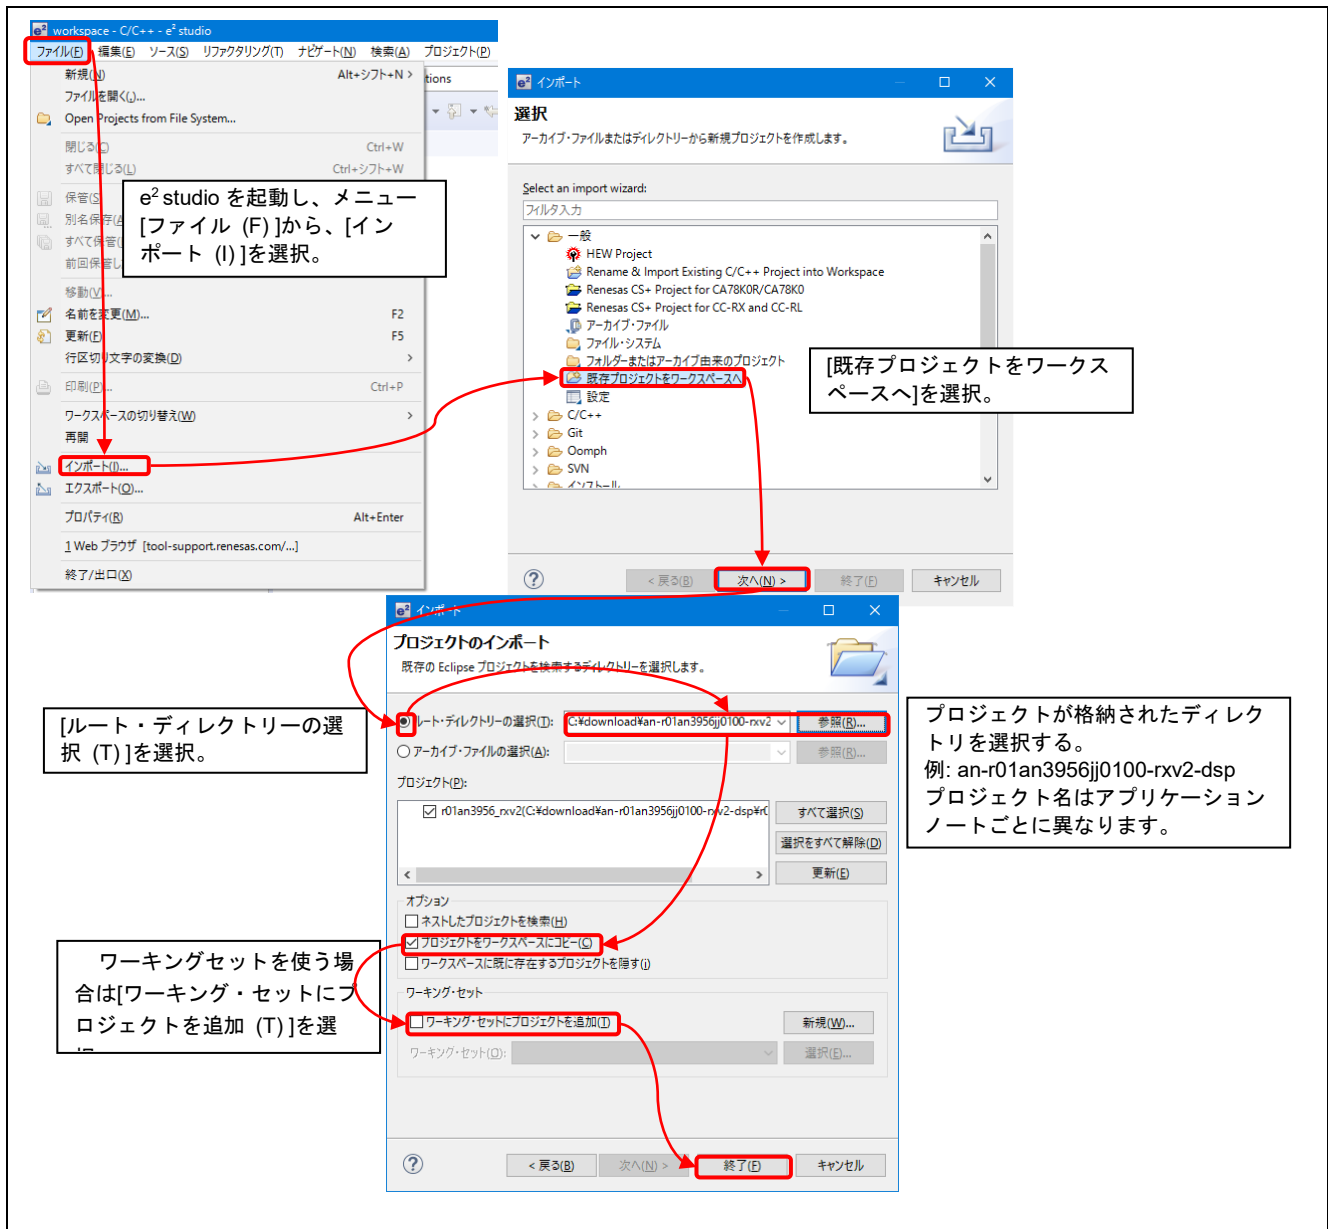 workspace - C/C++ - e² studio
ファイル(F) 編集(E) ソース(S) リファクタリング(T) ナビゲート(N) 検索(A) プロジェクト(P)
新規(N) Alt+シフト+N >
ファイルを開く(.)...
Open Projects from File System...
閉じる(C) Ctrl+W
すべて閉じる(L) Ctrl+シフト+W
保管(S)
別名保存(A
すべて保管(
前回保管し
移動(V)...
名前を変更(M)... F2
更新(F) F5
行区切り文字の変換(D) >
印刷(P)... Ctrl+P
ワークスペースの切り替え(W) >
再開
インポート(I)...
エクスポート(O)...
プロパティ(R) Alt+Enter
1 Web ブラウザ [tool-support.renesas.com/...]
終了/出口(X)
tions
e² studio を起動し、メニュー
[ファイル (F) ]から、[イン
ポート (I) ]を選択。
インポート
選択
アーカイブ・ファイルまたはディレクトリーから新規プロジェクトを作成します。
Select an import wizard:
フィルタ入力
一般
HEW Project
Rename & Import Existing C/C++ Project into Workspace
Renesas CS+ Project for CA78K0R/CA78K0
Renesas CS+ Project for CC-RX and CC-RL
アーカイブ・ファイル
ファイル・システム
フォルダーまたはアーカイブ由来のプロジェクト
既存プロジェクトをワークスペースへ
設定
C/C++
Git
Oomph
SVN
インストール
< 戻る(B) 次へ(N) > 終了(F) キャンセル
[既存プロジェクトをワークス
ペースへ]を選択。
インポート
プロジェクトのインポート
既存の Eclipse プロジェクトを検索するディレクトリーを選択します。
ルート・ディレクトリーの選択(T): C:¥download¥an-r01an3956jj0100-rxv2 参照(R)...
アーカイブ・ファイルの選択(A): 参照(R)...
プロジェクト(P):
r01an3956_rxv2(C:¥download¥an-r01an3956jj0100-rxv2-dsp¥r0
すべて選択(S)
選択をすべて解除(D)
更新(E)
オプション
ネストしたプロジェクトを検索(H)
プロジェクトをワークスペースにコピー(C)
ワークスペースに既に存在するプロジェクトを隠す(i)
ワーキング・セット
ワーキング・セットにプロジェクトを追加(T) 新規(W)...
ワーキング・セット(O): 選択(E)...
< 戻る(B) 次へ(N) > 終了(F) キャンセル
[ルート・ディレクトリーの選
択 (T) ]を選択。
プロジェクトが格納されたディレク
トリを選択する。
例: an-r01an3956jj0100-rxv2-dsp
プロジェクト名はアプリケーション
ノートごとに異なります。
ワーキングセットを使う場
合は[ワーキング・セットにプ
ロジェクトを追加 (T) ]を選